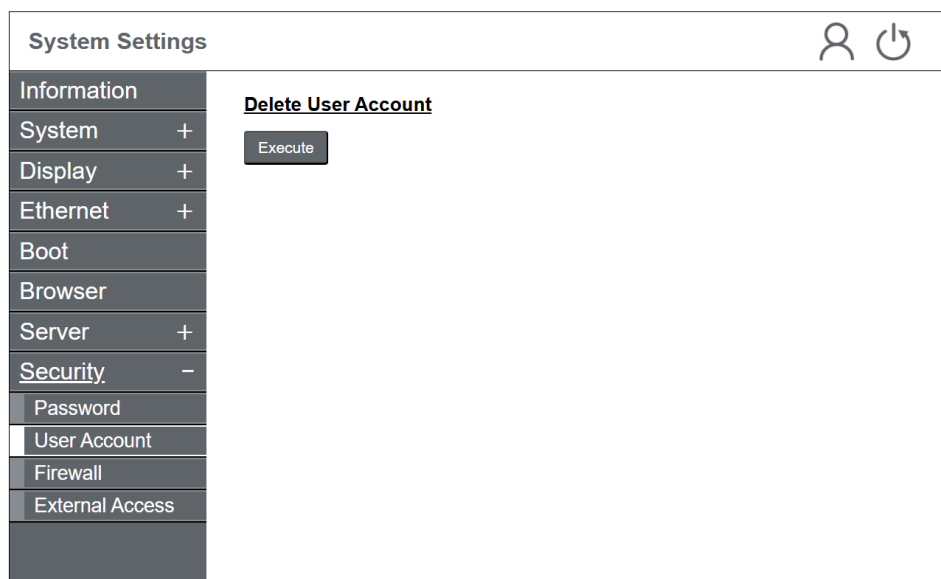 System Settings
Information
System +
Display +
Ethernet +
Boot
Browser
Server +
Security −
Password
User Account
Firewall
External Access
Delete User Account
Execute